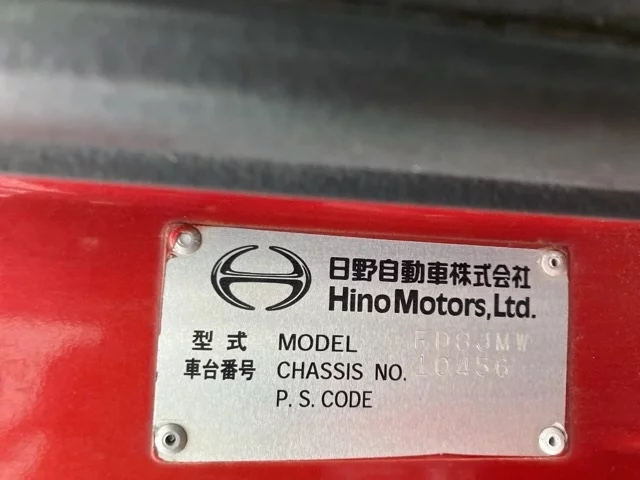 日野自動車株式会社
Hino Motors, Ltd.
型式 MODEL FD8JMW
車台番号 CHASSIS NO. 10456
P. S. CODE